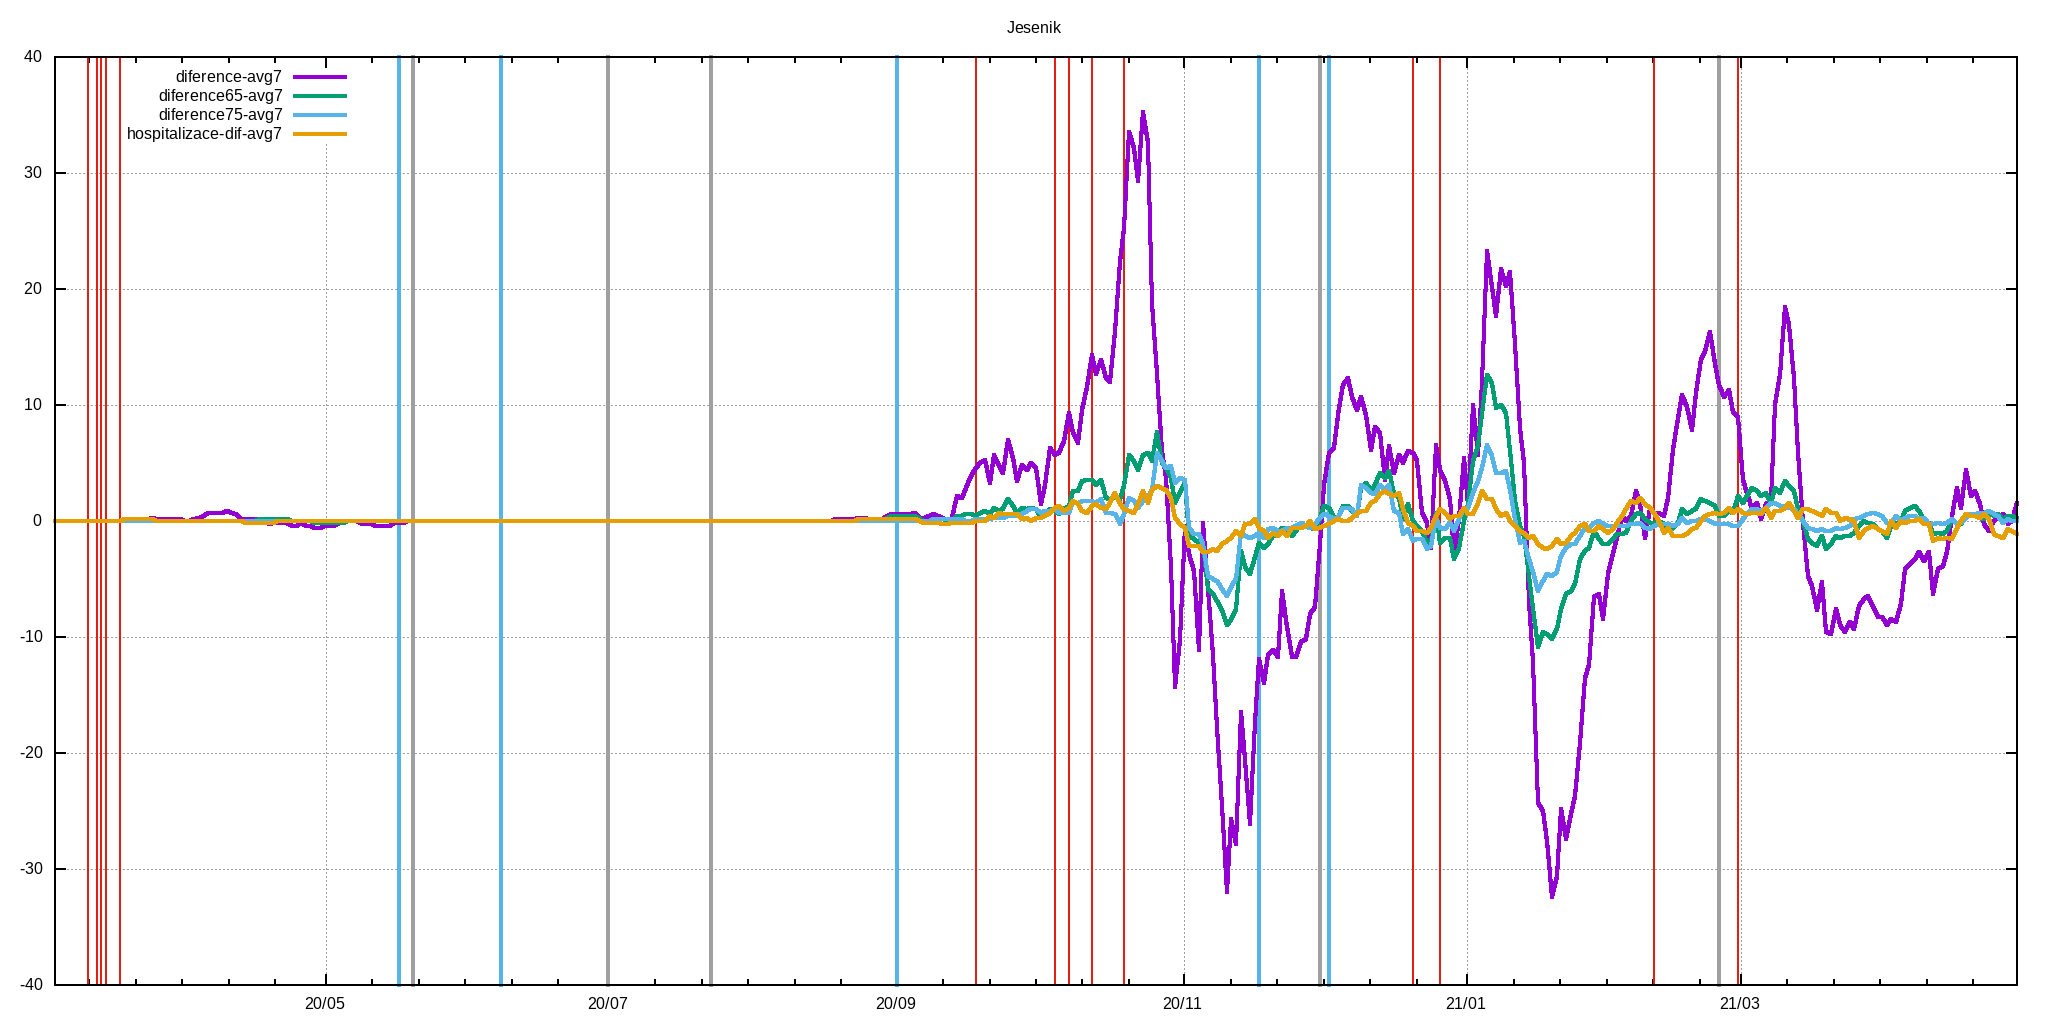 Jesenik
40
diference-avg7
diference65-avg7
diference75-avg7
hospitalizace-dif-avg7
30
20
10
0
-10
-20
-30
-40
20/05 20/07 20/09 20/11 21/01 21/03